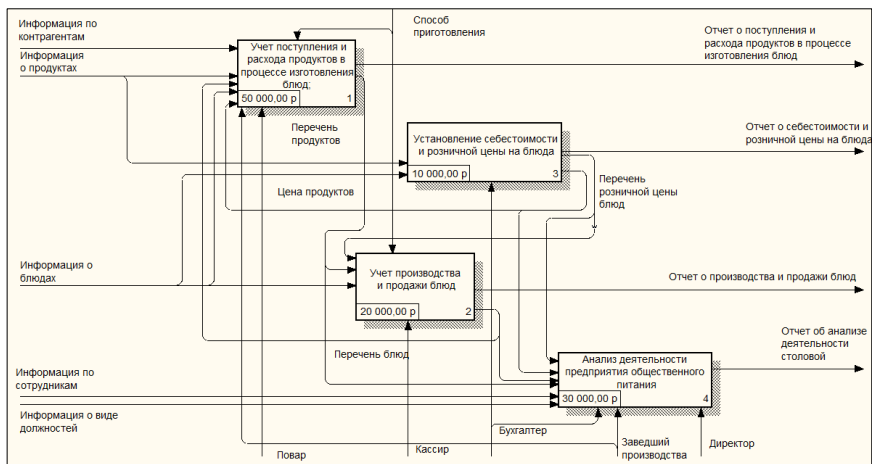 Информация по
контрагентам
Информация
о продуктах
Способ
приготовления
Отчет о поступления и
расхода продуктов в процессе
изготовления блюд
Учет поступления и
расхода продуктов в
процессе изготовления
блюд;
50 000,00 р
1
Перечень
продуктов
Установление себестоимости
и розничной цены на блюда
10 000,00 р
3
Отчет о себестоимости и
розничной цены на блюда
Цена продуктов
Перечень
розничной цены
блюд
Информация о
блюдах
Учет производства
и продажи блюд
20 000,00 р
2
Отчет о производства и продажи блюд
Перечень блюд
Отчет об анализе
деятельности
столовой
Анализ деятельности
предприятия общественного
питания
30 000,00 р
4
Информация по
сотрудникам
Информация о виде
должностей
Повар
Кассир
Бухгалтер
Заведший
производства
Директор